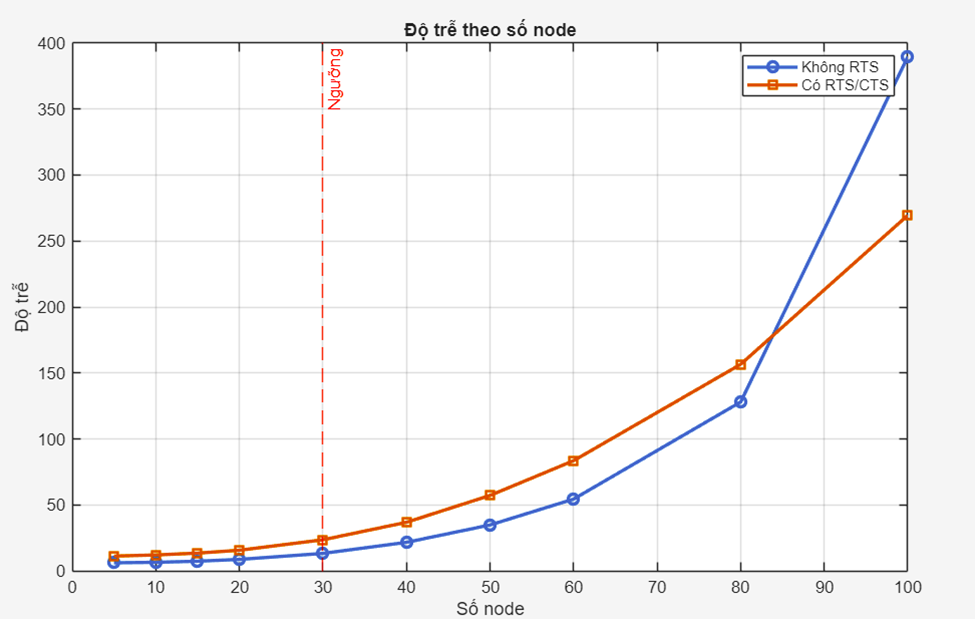 Độ trễ theo số node
400
350
300
250
200
150
100
50
0
Độ trễ
Ngưỡng
Không RTS
Có RTS/CTS
0 10 20 30 40 50 60 70 80 90 100
Số node